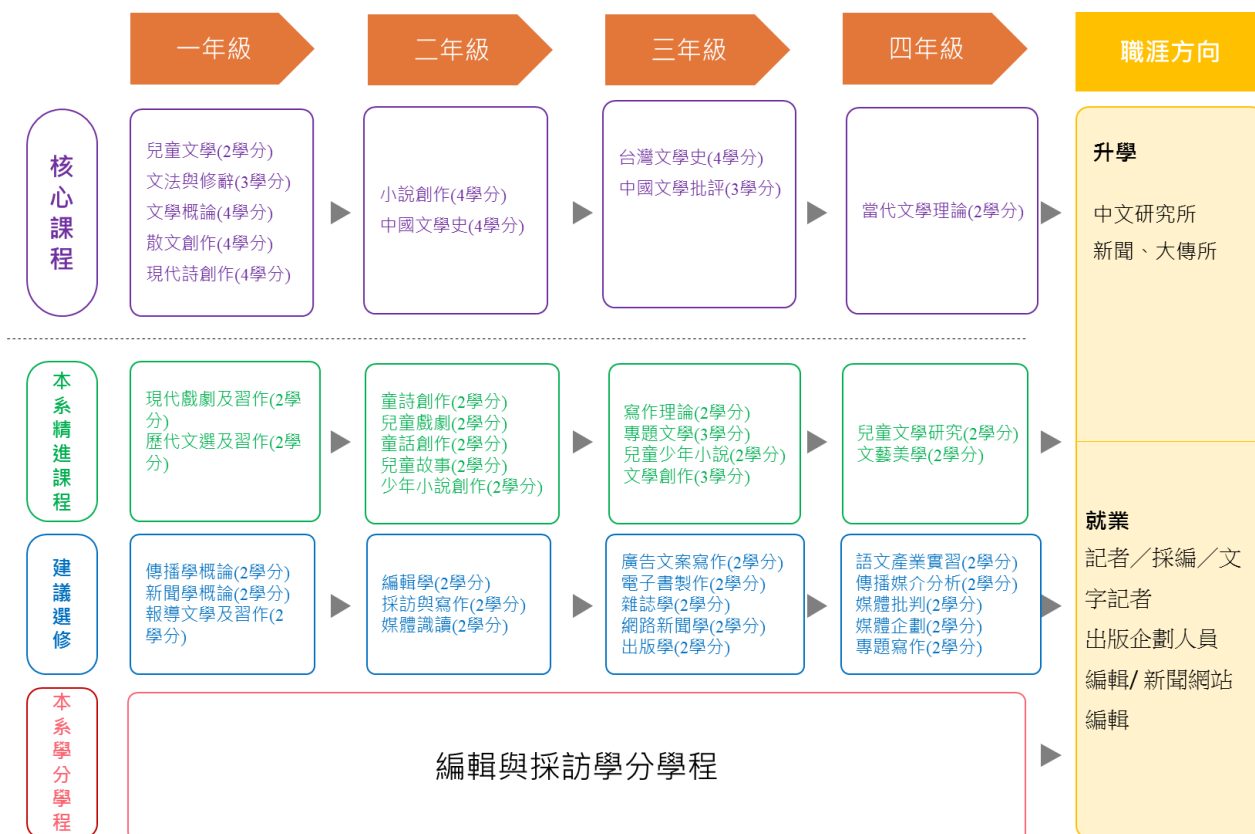 一年級
二年級
三年級
四年級
職涯方向
核
心
課
程
兒童文學(2學分)
文法與修辭(3學分)
文學概論(4學分)
散文創作(4學分)
現代詩創作(4學分)
小說創作(4學分)
中國文學史(4學分)
台灣文學史(4學分)
中國文學批評(3學分)
當代文學理論(2學分)
升學
中文研究所
新聞、大傳所
本
系
精
進
課
程
現代戲劇及習作(2學
分)
歷代文選及習作(2學
分)
童詩創作(2學分)
兒童戲劇(2學分)
童話創作(2學分)
兒童故事(2學分)
少年小說創作(2學分)
寫作理論(2學分)
專題文學(3學分)
兒童少年小說(2學分)
文學創作(3學分)
兒童文學研究(2學分)
文藝美學(2學分)
就業
記者／採編／文
字記者
出版企劃人員
編輯/ 新聞網站
編輯
建
議
選
修
傳播學概論(2學分)
新聞學概論(2學分)
報導文學及習作(2
學分)
編輯學(2學分)
採訪與寫作(2學分)
媒體識讀(2學分)
廣告文案寫作(2學分)
電子書製作(2學分)
雜誌學(2學分)
網路新聞學(2學分)
出版學(2學分)
語文產業實習(2學分)
傳播媒介分析(2學分)
媒體批判(2學分)
媒體企劃(2學分)
專題寫作(2學分)
本
系
學
分
學
程
編輯與採訪學分學程